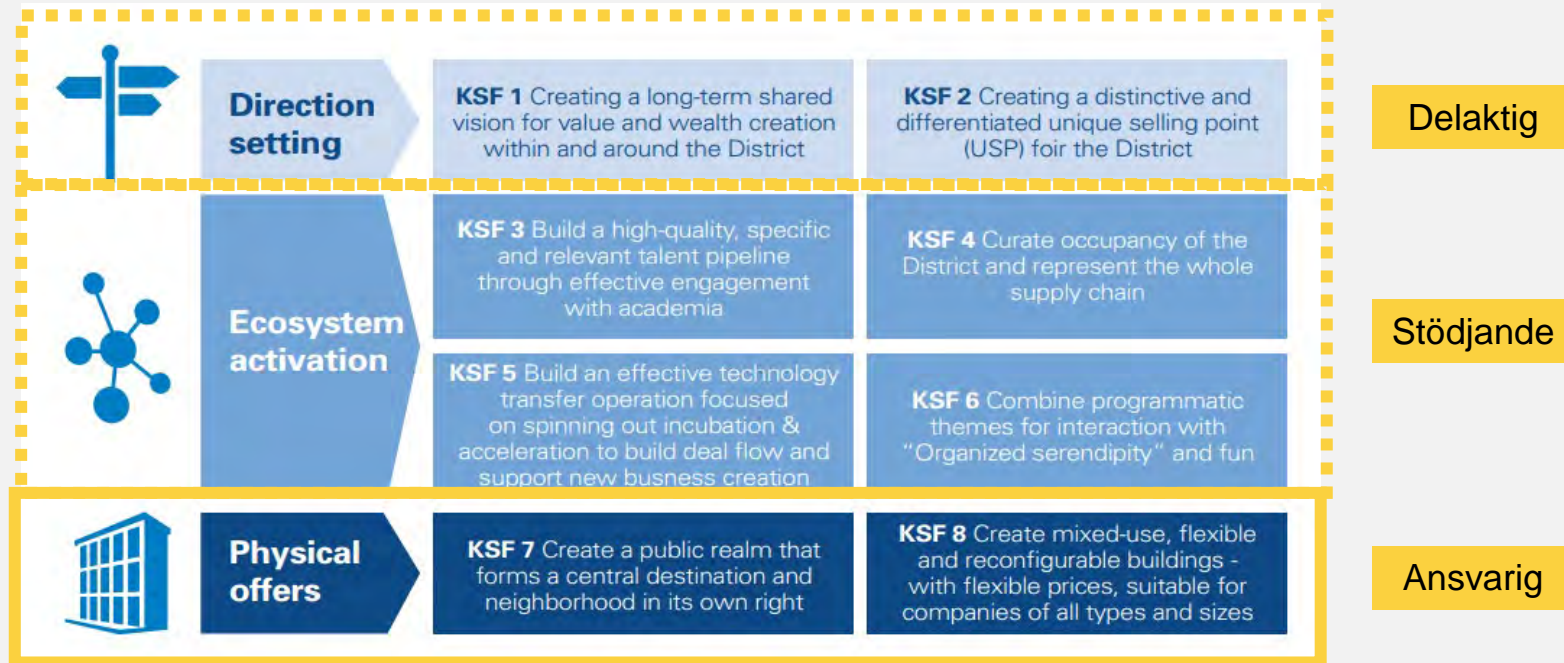 Direction
setting
KSF 1 Creating a long-term shared
vision for value and wealth creation
within and around the District
KSF 2 Creating a distinctive and
differentiated unique selling point
(USP) foir the District
Delaktig
Ecosystem
activation
KSF 3 Build a high-quality, specific
and relevant talent pipeline
through effective engagement
with academia
KSF 4 Curate occupancy of the
District and represent the whole
supply chain
KSF 5 Build an effective technology
transfer operation focused
on spinning out incubation &
acceleration to build deal flow and
support new busness creation
KSF 6 Combine programmatic
themes for interaction with
"Organized serendipity" and fun
Stödjande
Physical
offers
KSF 7 Create a public realm that
forms a central destination and
neighborhood in its own right
KSF 8 Create mixed-use, flexible
and reconfigurable buildings -
with flexible prices, suitable for
companies of all types and sizes
Ansvarig